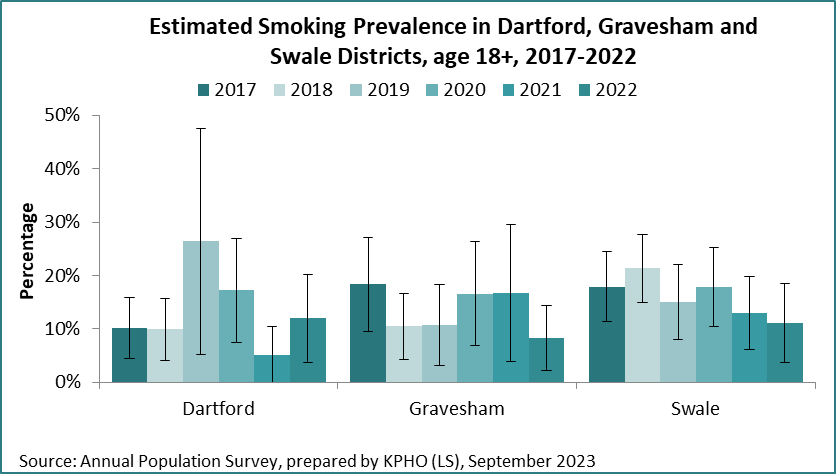 Estimated Smoking Prevalence in Dartford, Gravesham and
Swale Districts, age 18+, 2017-2022
2017 2018 2019 2020 2021 2022
Percentage
50%
40%
30%
20%
10%
0%
Dartford Gravesham Swale
Source: Annual Population Survey, prepared by KPHO (LS), September 2023